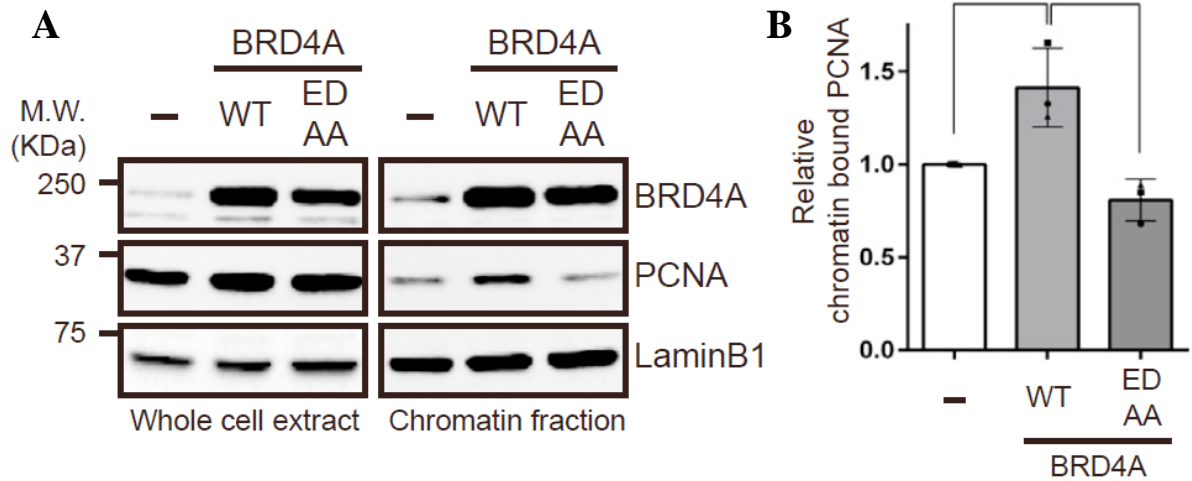 A
BRD4A BRD4A
M.W.
(KDa)
– WT ED
AA
– WT ED
AA
250
BRD4A
37
PCNA
75
LaminB1
Whole cell extract Chromatin fraction
B
Relative
chromatin bound PCNA
1.5
1.0
0.5
0.0
– WT ED
AA
BRD4A